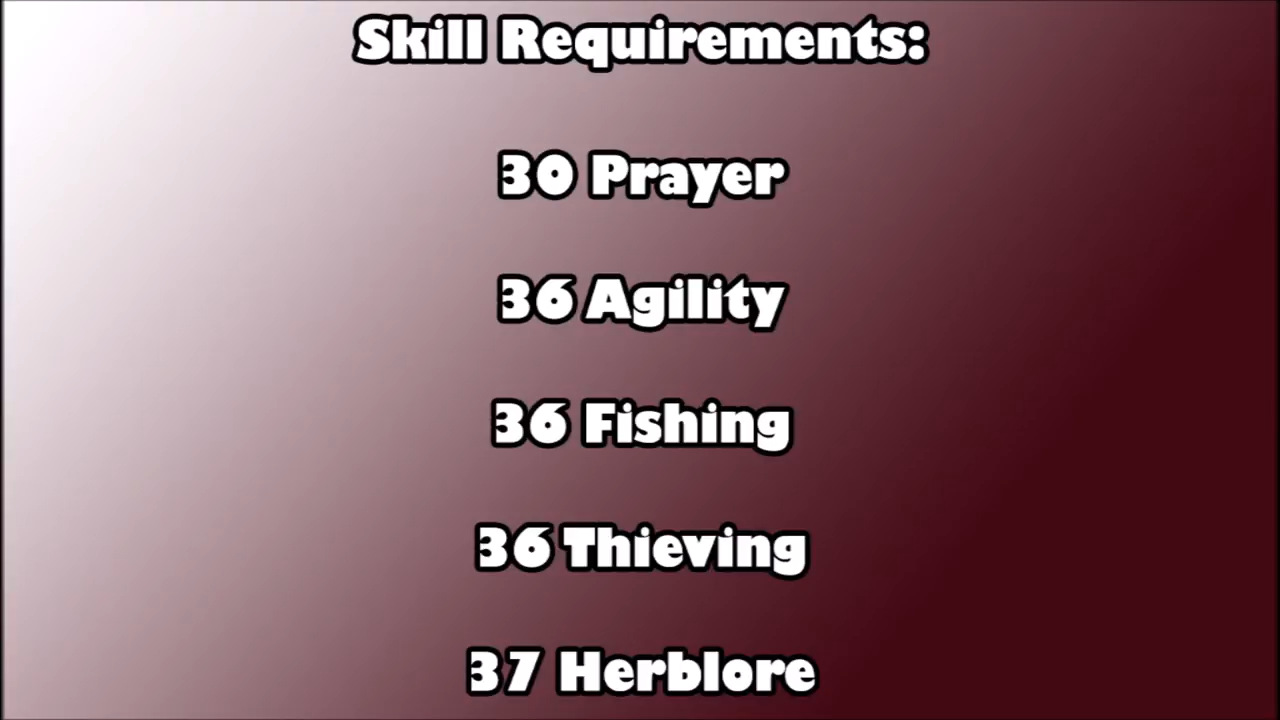 Skill Requirements:
30 Prayer
36 Agility
36 Fishing
36 Thieving
37 Herblore